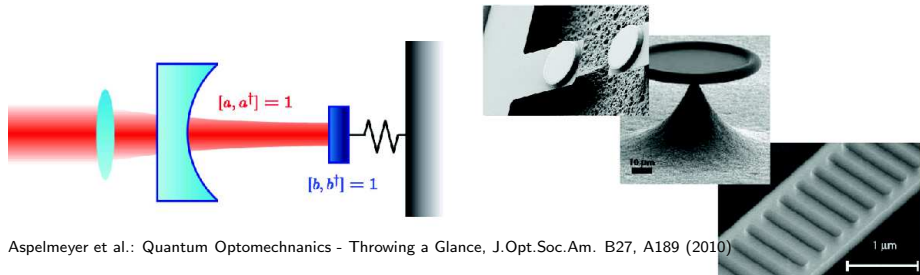 [a, a†] = 1
[b, b†] = 1
10 μm
1 μm
Aspelmeyer et al.: Quantum Optomechnanics - Throwing a Glance, J.Opt.Soc.Am. B27, A189 (2010)